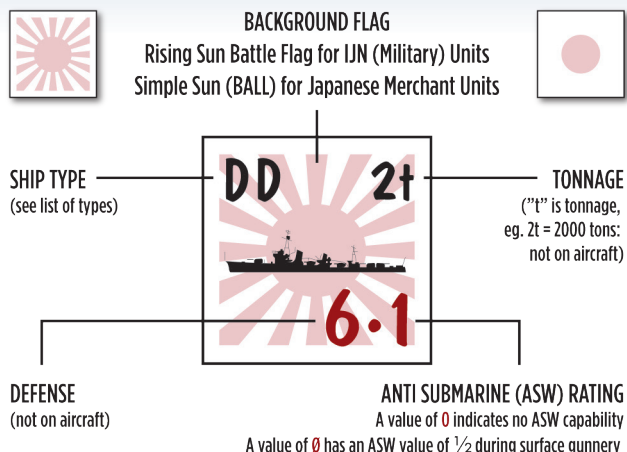 BACKGROUND FLAG
Rising Sun Battle Flag for IJN (Military) Units
Simple Sun (BALL) for Japanese Merchant Units
SHIP TYPE
(see list of types)
DD 2t
TONNAGE
("t" is tonnage,
eg. 2t = 2000 tons:
not on aircraft)
6•1
DEFENSE
(not on aircraft)
ANTI SUBMARINE (ASW) RATING
A value of 0 indicates no ASW capability
A value of Ø has an ASW value of ½ during surface gunnery